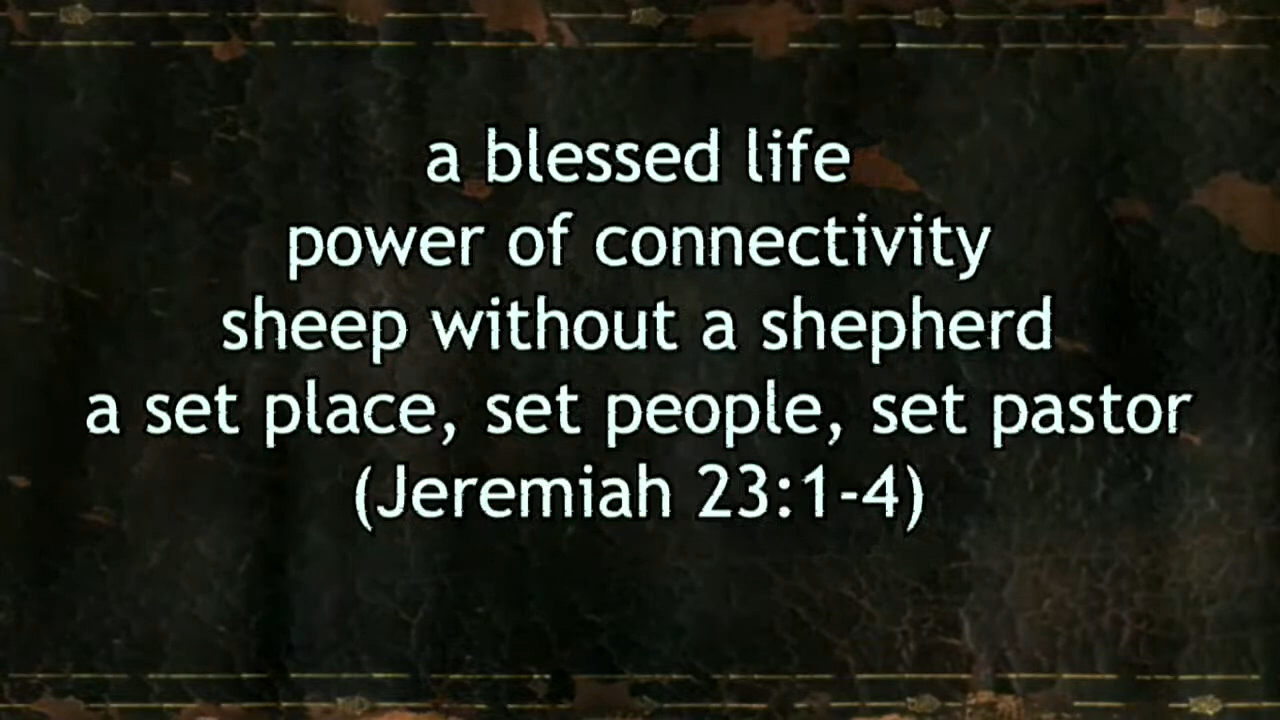 a blessed life
power of connectivity
sheep without a shepherd
a set place, set people, set pastor
(Jeremiah 23:1-4)